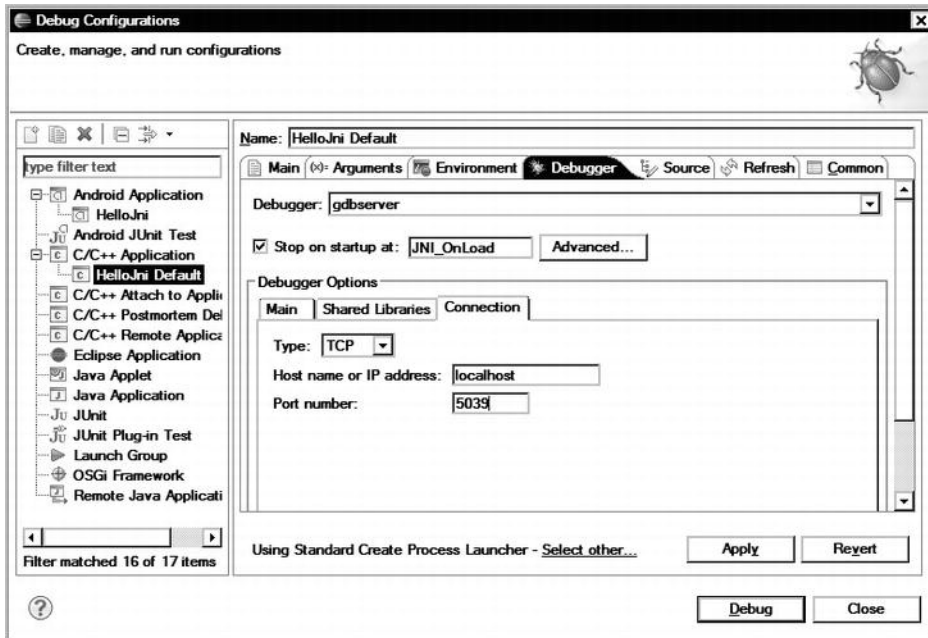 Debug Configurations
Create, manage, and run configurations
type filter text
Android Application
HelloJni
Android JUnit Test
C/C++ Application
HelloJni Default
C/C++ Attach to Applic
C/C++ Postmortem Del
C/C++ Remote Applica
Eclipse Application
Java Applet
Java Application
JUnit
JUnit Plug-in Test
Launch Group
OSGi Framework
Remote Java Applicati
Filter matched 16 of 17 items
Name: HelloJni Default
Main (x)= Arguments Environment Debugger Source Refresh Common
Debugger: gdbserver
Stop on startup at: JNI_OnLoad Advanced...
Debugger Options
Main Shared Libraries Connection
Type: TCP
Host name or IP address: localhost
Port number: 5039
Using Standard Create Process Launcher - Select other... Apply Revert
Debug Close